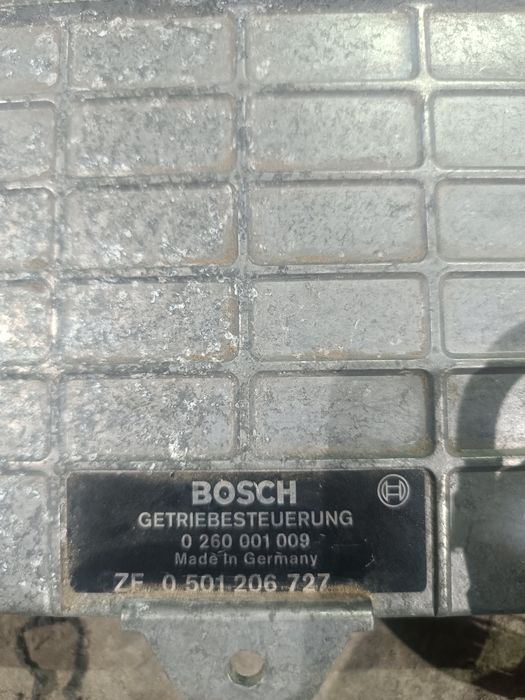 BOSCH
GETRIEBESTEUERUNG
0 260 001 009
Made in Germany
ZF 0 501 206 727